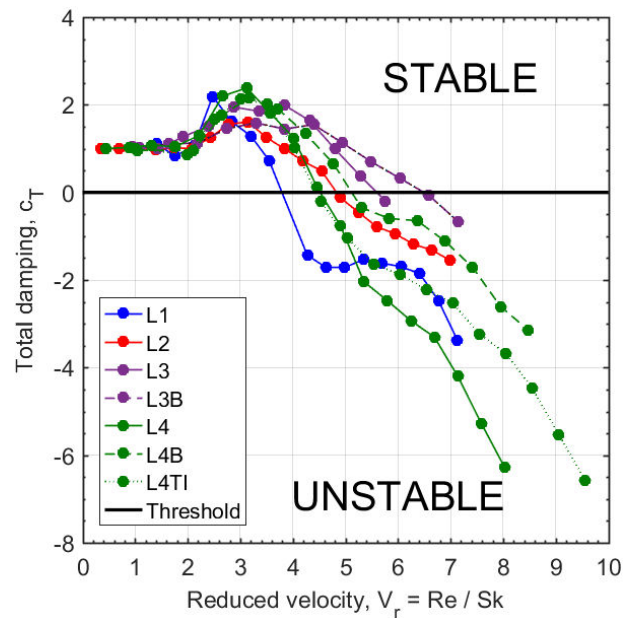 4
2
0
-2
-4
-6
-8
Total damping, c_T
STABLE
UNSTABLE
L1
L2
L3
L3B
L4
L4B
L4TI
Threshold
0 1 2 3 4 5 6 7 8 9 10
Reduced velocity, V_r = Re / Sk